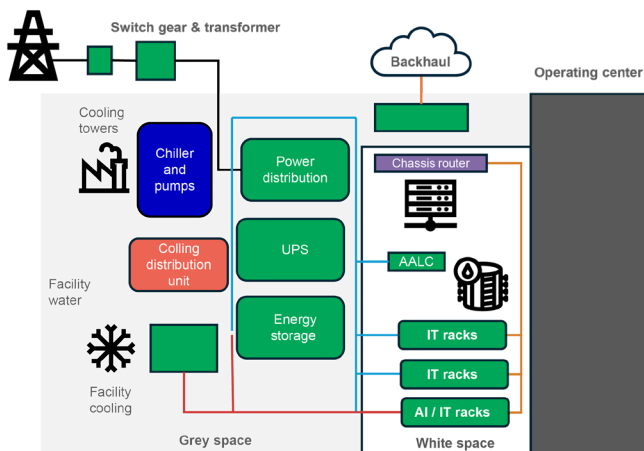 Switch gear & transformer
Backhaul
Operating center
Cooling
towers
Chiller
and
pumps
Power
distribution
Chassis router
Colling
distribution
unit
UPS
AALC
Facility
water
Energy
storage
IT racks
IT racks
Facility
cooling
AI / IT racks
Grey space
White space